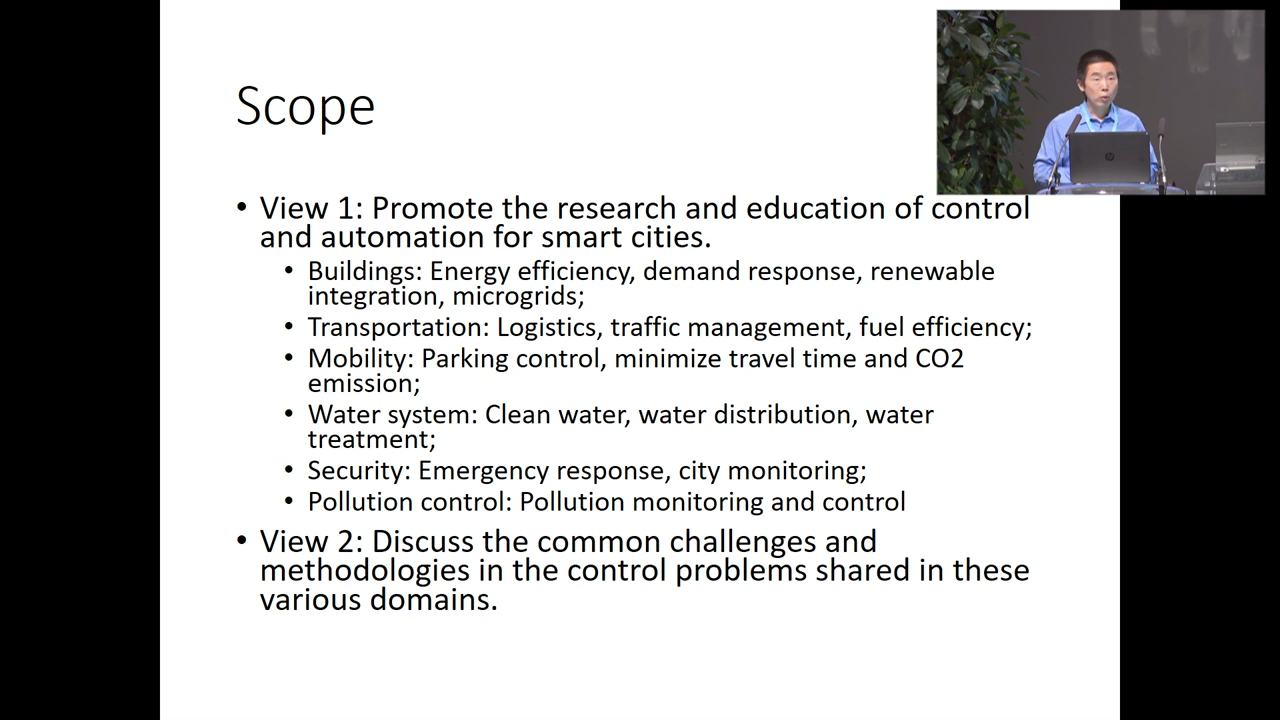 Scope
• View 1: Promote the research and education of control
and automation for smart cities.
• Buildings: Energy efficiency, demand response, renewable
integration, microgrids;
• Transportation: Logistics, traffic management, fuel efficiency;
• Mobility: Parking control, minimize travel time and CO2
emission;
• Water system: Clean water, water distribution, water
treatment;
• Security: Emergency response, city monitoring;
• Pollution control: Pollution monitoring and control
• View 2: Discuss the common challenges and
methodologies in the control problems shared in these
various domains.